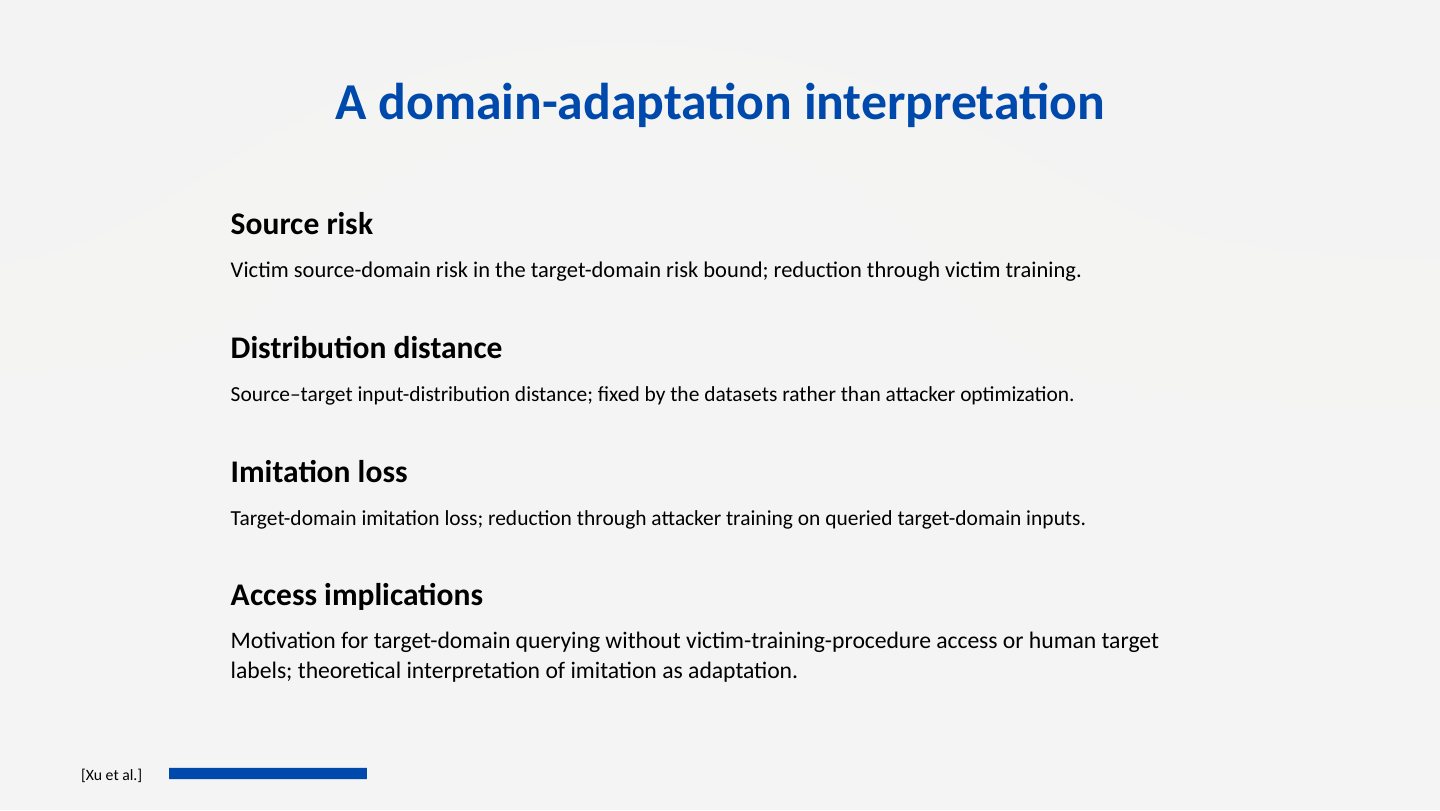 A domain-adaptation interpretation
Source risk
Victim source-domain risk in the target-domain risk bound; reduction through victim training.
Distribution distance
Source–target input-distribution distance; fixed by the datasets rather than attacker optimization.
Imitation loss
Target-domain imitation loss; reduction through attacker training on queried target-domain inputs.
Access implications
Motivation for target-domain querying without victim-training-procedure access or human target
labels; theoretical interpretation of imitation as adaptation.
[Xu et al.]